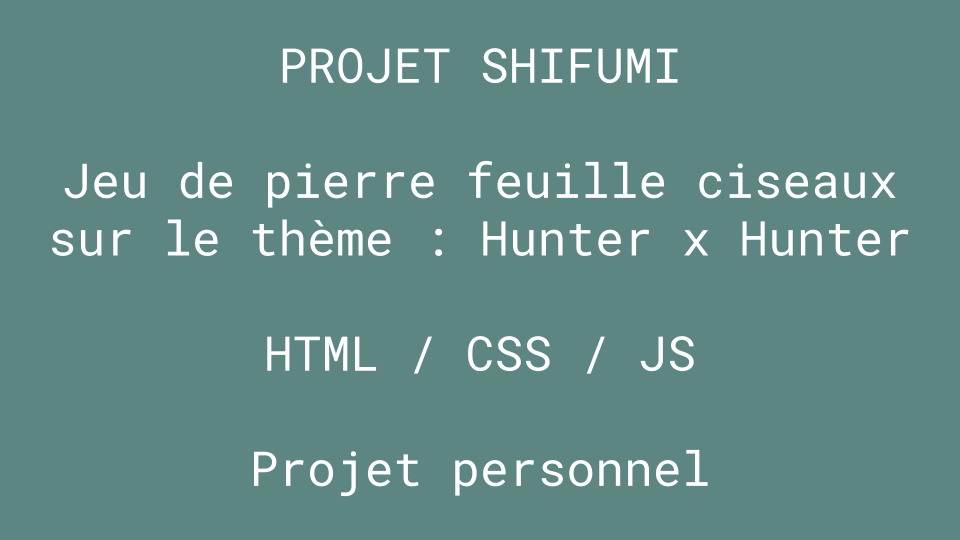 PROJET SHIFUMI
Jeu de pierre feuille ciseaux
sur le thème : Hunter x Hunter
HTML / CSS / JS
Projet personnel